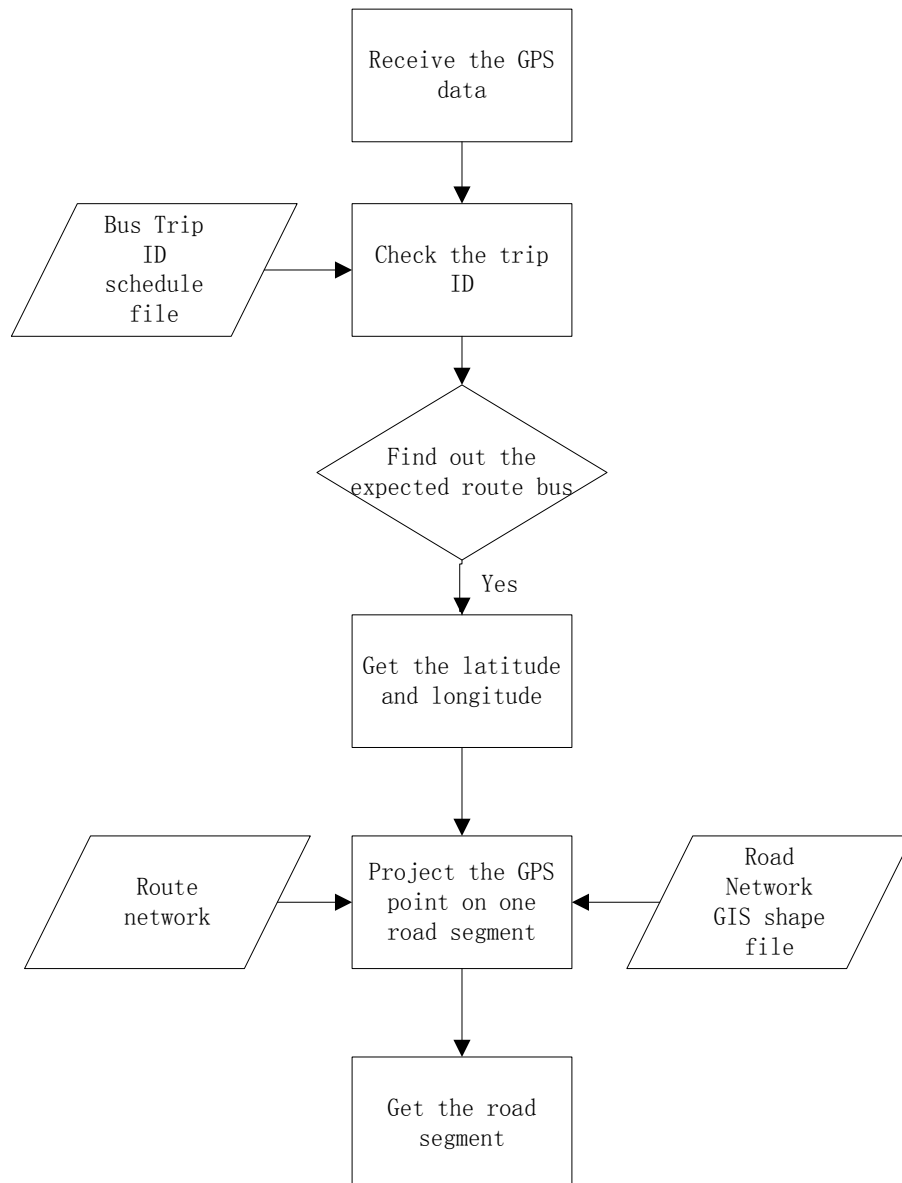 Receive the GPS
data
Bus Trip
ID
schedule
file
Check the trip
ID
Find out the
expected route bus
Yes
Get the latitude
and longitude
Route
network
Project the GPS
point on one
road segment
Road
Network
GIS shape
file
Get the road
segment